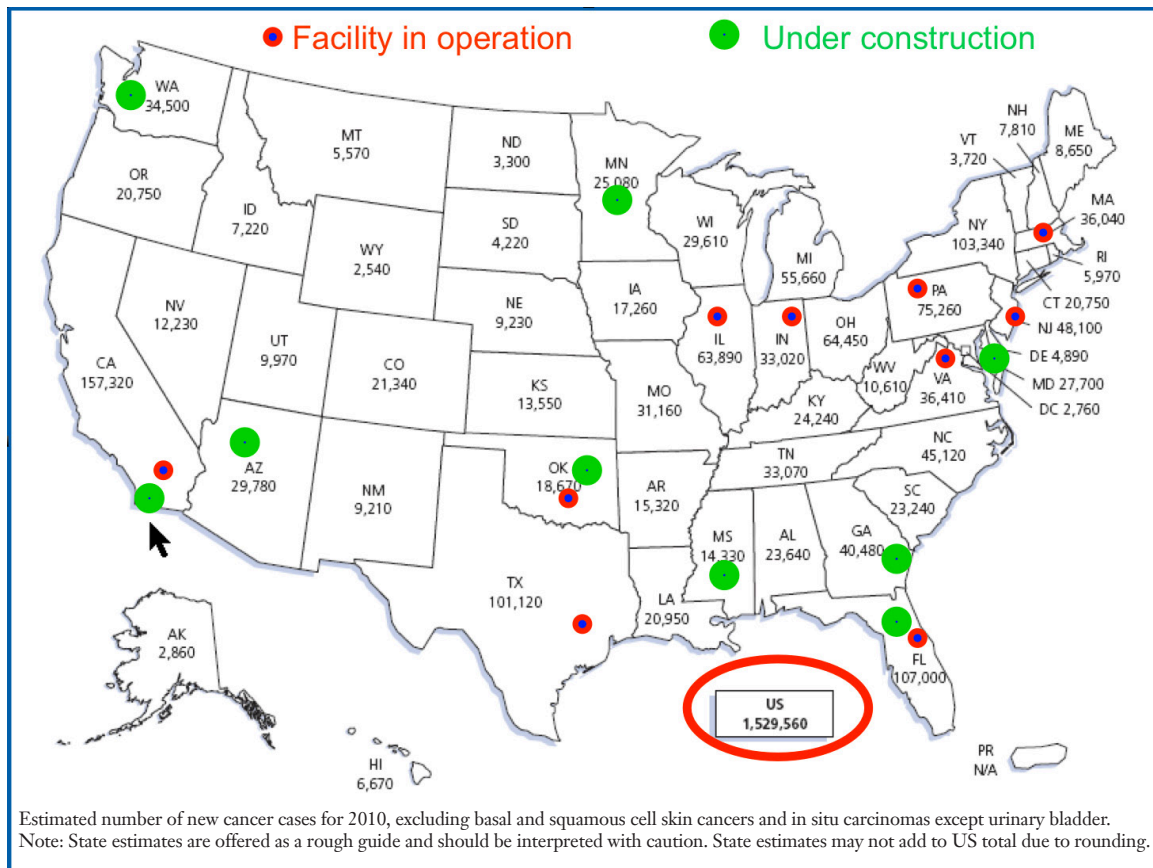 Facility in operation
Under construction
WA
34,500
MT
5,570
ND
3,300
MN
25,080
OR
20,750
ID
7,220
WY
2,540
SD
4,220
WI
29,610
MI
55,660
VT
3,720
NH
7,810
ME
8,650
NY
103,340
MA
36,040
RI
5,970
CT 20,750
NJ 48,100
DE 4,890
MD 27,700
DC 2,760
NV
12,230
UT
9,970
CO
21,340
NE
9,230
IA
17,260
IL
63,890
IN
33,020
OH
64,450
PA
75,260
WV
10,610
VA
36,410
CA
157,320
KS
13,550
MO
31,160
KY
24,240
NC
45,120
TN
33,070
SC
23,240
AZ
29,780
NM
9,210
OK
18,670
AR
15,320
MS
14,330
AL
23,640
GA
40,480
TX
101,120
LA
20,950
FL
107,000
AK
2,860
HI
6,670
US
1,529,560
PR
N/A
Estimated number of new cancer cases for 2010, excluding basal and squamous cell skin cancers and in situ carcinomas except urinary bladder.
Note: State estimates are offered as a rough guide and should be interpreted with caution. State estimates may not add to US total due to rounding.